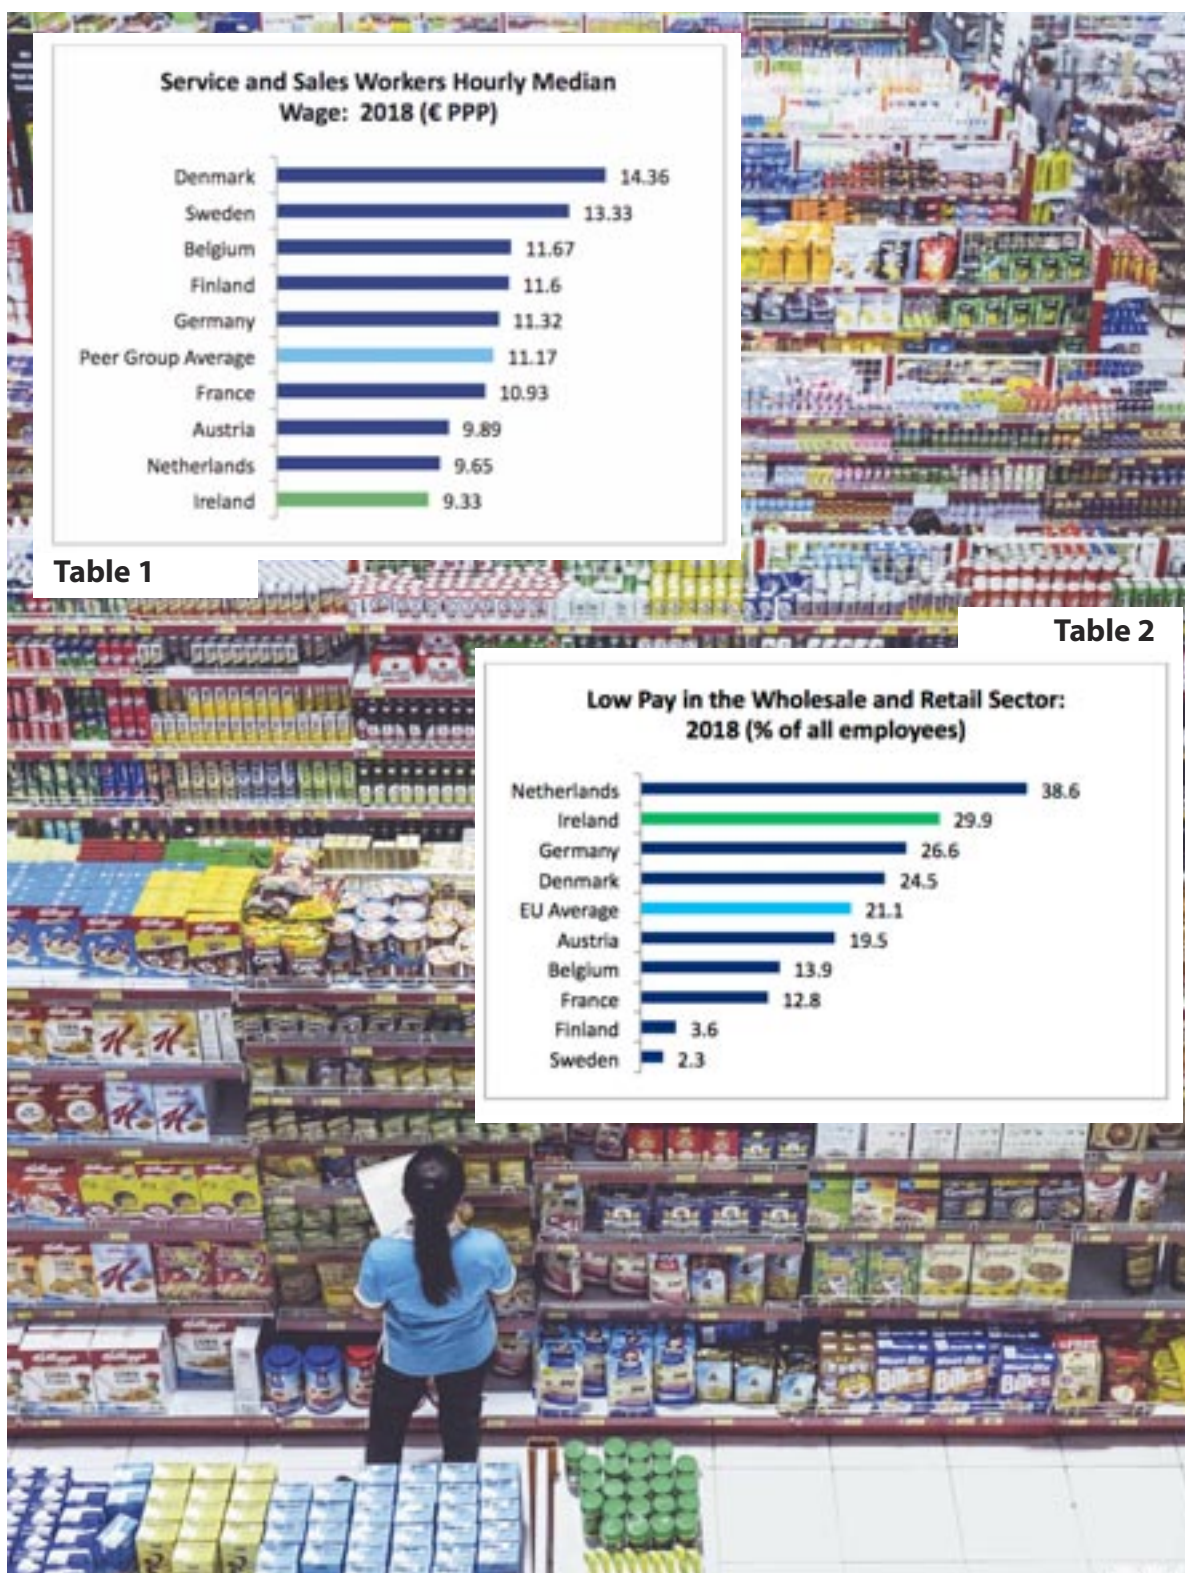 Service and Sales Workers Hourly Median
Wage: 2018 (€ PPP)
Denmark 14.36
Sweden 13.33
Belgium 11.67
Finland 11.6
Germany 11.32
Peer Group Average 11.17
France 10.93
Austria 9.89
Netherlands 9.65
Ireland 9.33
Table 1
Table 2
Low Pay in the Wholesale and Retail Sector:
2018 (% of all employees)
Netherlands 38.6
Ireland 29.9
Germany 26.6
Denmark 24.5
EU Average 21.1
Austria 19.5
Belgium 13.9
France 12.8
Finland 3.6
Sweden 2.3